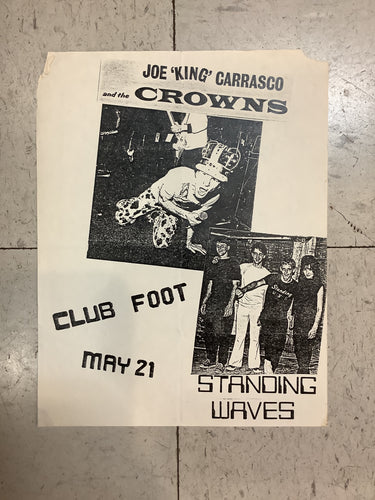 JOE 'KING' CARRASCO
and the CROWNS
CLUB FOOT
MAY 21
STANDING
WAVES